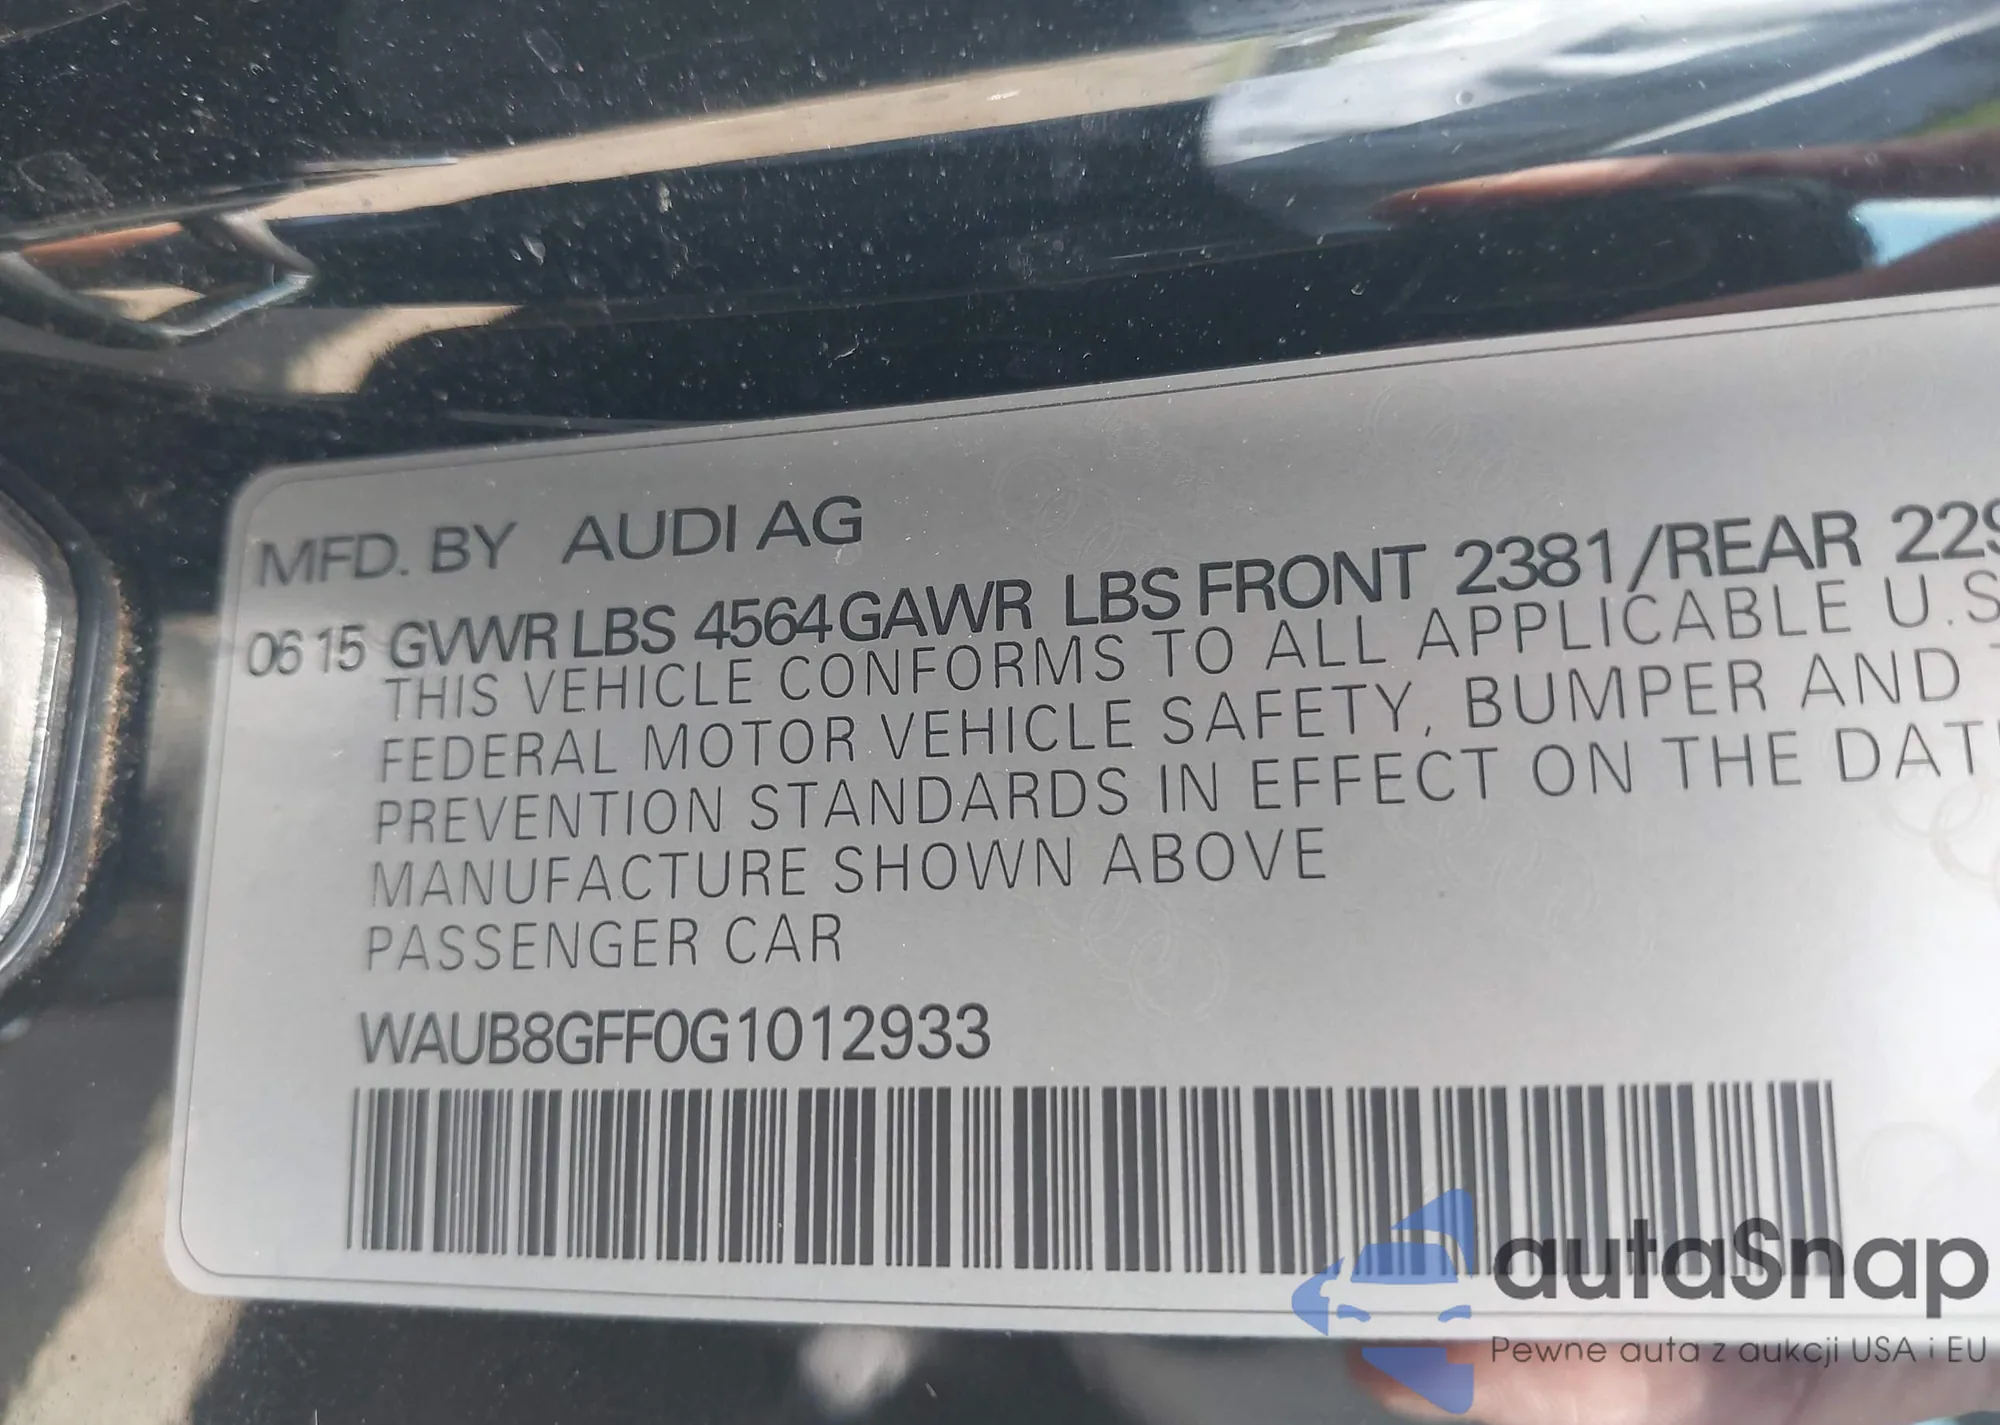 MFD. BY AUDI AG
06 15 GVWR LBS 4564 GAWR LBS FRONT 2381/REAR
THIS VEHICLE CONFORMS TO ALL APPLICABLE
FEDERAL MOTOR VEHICLE SAFETY, BUMPER AND
PREVENTION STANDARDS IN EFFECT ON THE
MANUFACTURE SHOWN ABOVE
PASSENGER CAR
WAUB8GFF0G1012933
autaSnap
Pewne auta z aukcji USA i EU